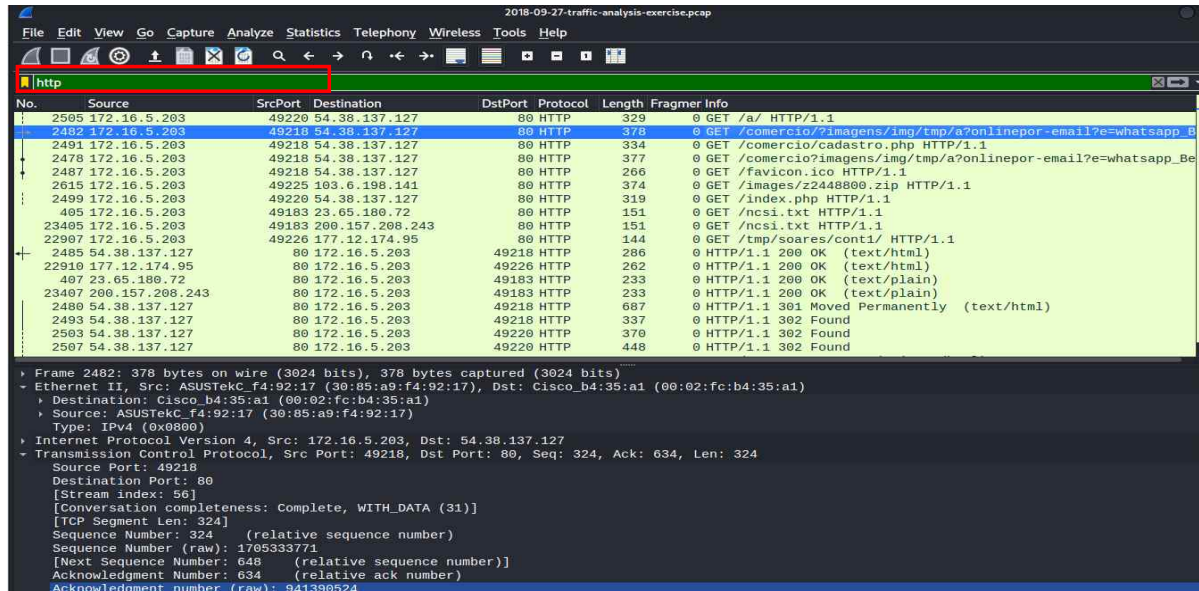 2018-09-27-traffic-analysis-exercise.pcap
File Edit View Go Capture Analyze Statistics Telephony Wireless Tools Help
http
No. Source SrcPort Destination DstPort Protocol Length Fragmer Info
2505 172.16.5.203 49220 54.38.137.127 80 HTTP 329 0 GET /a/ HTTP/1.1
2482 172.16.5.203 49218 54.38.137.127 80 HTTP 378 0 GET /comercio/?imagens/img/tmp/a?onlinepor-email?e=whatsapp_B
2491 172.16.5.203 49218 54.38.137.127 80 HTTP 334 0 GET /comercio/cadastro.php HTTP/1.1
2478 172.16.5.203 49218 54.38.137.127 80 HTTP 377 0 GET /comercio?imagens/img/tmp/a?onlinepor-email?e=whatsapp_Be
2487 172.16.5.203 49218 54.38.137.127 80 HTTP 266 0 GET /favicon.ico HTTP/1.1
2615 172.16.5.203 49225 103.6.198.141 80 HTTP 374 0 GET /images/z2448800.zip HTTP/1.1
2499 172.16.5.203 49220 54.38.137.127 80 HTTP 319 0 GET /index.php HTTP/1.1
405 172.16.5.203 49183 23.65.180.72 80 HTTP 151 0 GET /ncsi.txt HTTP/1.1
23405 172.16.5.203 49183 200.157.208.243 80 HTTP 151 0 GET /ncsi.txt HTTP/1.1
22907 172.16.5.203 49226 177.12.174.95 80 HTTP 144 0 GET /tmp/soares/cont1/ HTTP/1.1
2485 54.38.137.127 80 172.16.5.203 49218 HTTP 286 0 HTTP/1.1 200 OK (text/html)
22910 177.12.174.95 80 172.16.5.203 49226 HTTP 262 0 HTTP/1.1 200 OK (text/html)
407 23.65.180.72 80 172.16.5.203 49183 HTTP 233 0 HTTP/1.1 200 OK (text/plain)
23407 200.157.208.243 80 172.16.5.203 49183 HTTP 233 0 HTTP/1.1 200 OK (text/plain)
2480 54.38.137.127 80 172.16.5.203 49218 HTTP 687 0 HTTP/1.1 301 Moved Permanently (text/html)
2493 54.38.137.127 80 172.16.5.203 49218 HTTP 337 0 HTTP/1.1 302 Found
2503 54.38.137.127 80 172.16.5.203 49220 HTTP 370 0 HTTP/1.1 302 Found
2507 54.38.137.127 80 172.16.5.203 49220 HTTP 448 0 HTTP/1.1 302 Found
Frame 2482: 378 bytes on wire (3024 bits), 378 bytes captured (3024 bits)
Ethernet II, Src: ASUSTekC_f4:92:17 (30:85:a9:f4:92:17), Dst: Cisco_b4:35:a1 (00:02:fc:b4:35:a1)
Destination: Cisco_b4:35:a1 (00:02:fc:b4:35:a1)
Source: ASUSTekC_f4:92:17 (30:85:a9:f4:92:17)
Type: IPv4 (0x0800)
Internet Protocol Version 4, Src: 172.16.5.203, Dst: 54.38.137.127
Transmission Control Protocol, Src Port: 49218, Dst Port: 80, Seq: 324, Ack: 634, Len: 324
Source Port: 49218
Destination Port: 80
[Stream index: 56]
[Conversation completeness: Complete, WITH_DATA (31)]
[TCP Segment Len: 324]
Sequence Number: 324 (relative sequence number)
Sequence Number (raw): 1705333771
[Next Sequence Number: 648 (relative sequence number)]
Acknowledgment Number: 634 (relative ack number)
Acknowledgment number (raw): 941390524